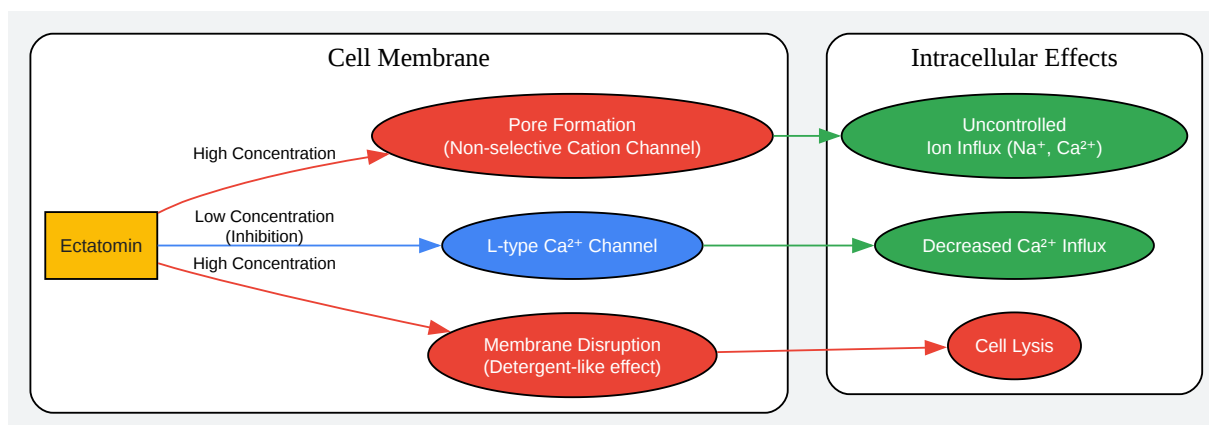 Cell Membrane
Intracellular Effects
Pore Formation
(Non-selective Cation Channel)
Uncontrolled
Ion Influx (Na⁺, Ca²⁺)
High Concentration
Low Concentration
(Inhibition)
Ectatomin
L-type Ca²⁺ Channel
Decreased Ca²⁺ Influx
High Concentration
Membrane Disruption
(Detergent-like effect)
Cell Lysis